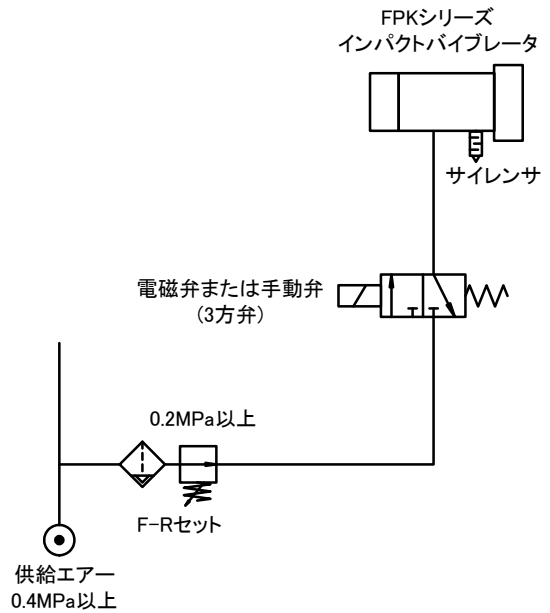 FPKシリーズ
インパクトバイブレータ
サイレンサ
電磁弁または手動弁
(3方弁)
0.2MPa以上
F-Rセット
供給エアー
0.4MPa以上